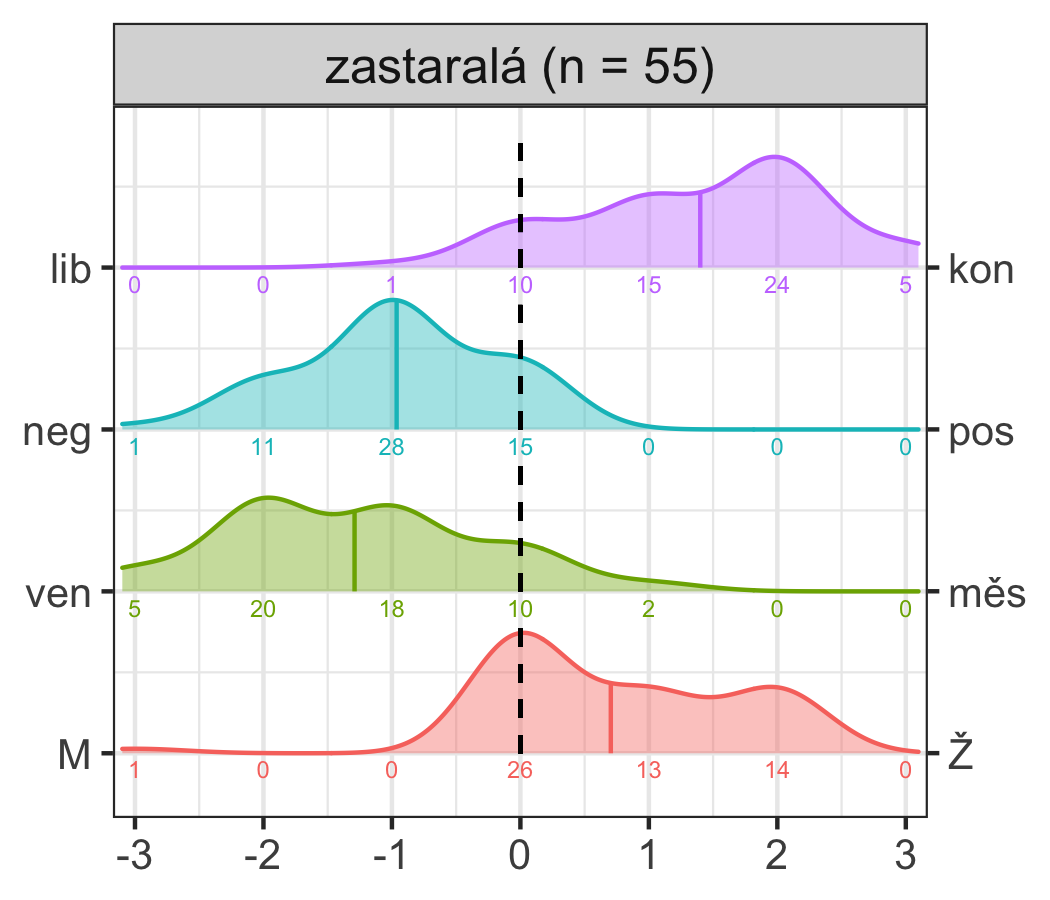 zastaralá (n = 55)
lib kon
0 0 1 10 15 24 5
neg pos
1 11 28 15 0 0 0
ven měs
5 20 18 10 2 0 0
M Ž
1 0 0 26 13 14 0
-3 -2 -1 0 1 2 3